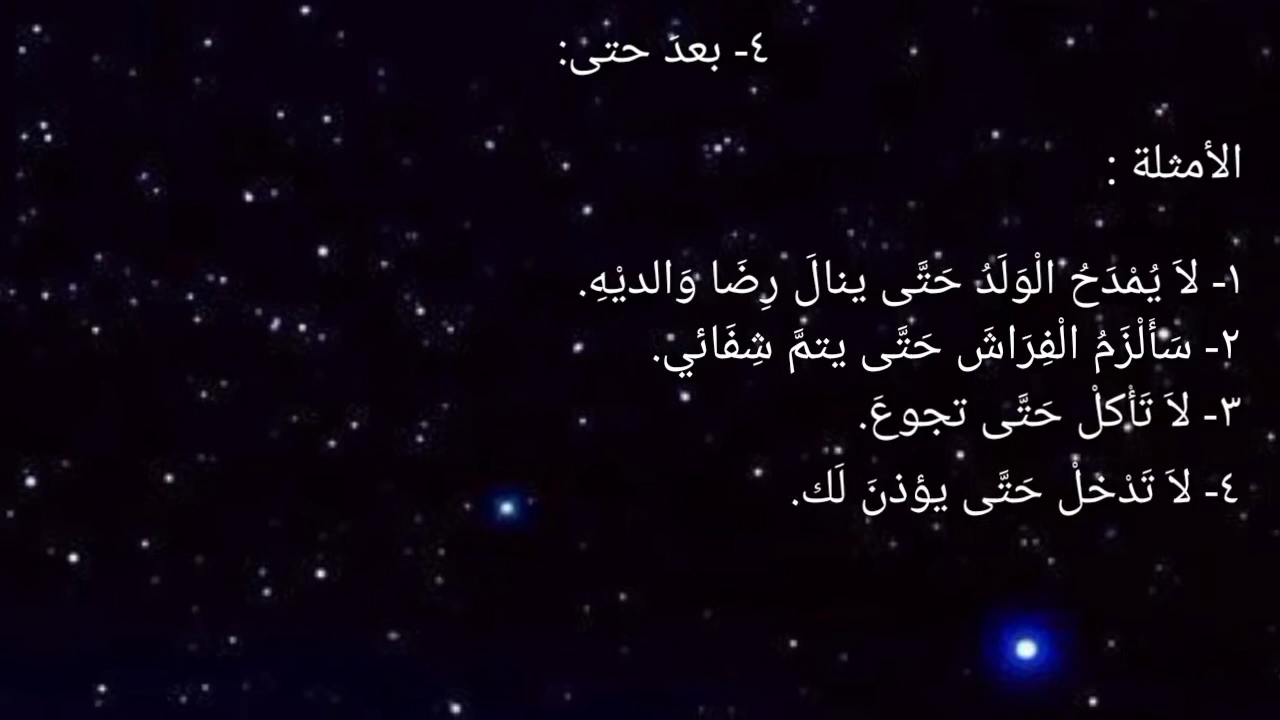 ٤- بعدَ حتى:
الأمثلة :
١- لاَ يُمْدَحُ الْوَلَدُ حَتَّى ينالَ رِضَا وَالديْهِ.
٢- سَأَلْزَمُ الْفِرَاشَ حَتَّى يتمَّ شِفَائي.
٣- لاَ تَأْكلْ حَتَّى تجوعَ.
٤- لاَ تَدْخلْ حَتَّى يؤذنَ لَك.